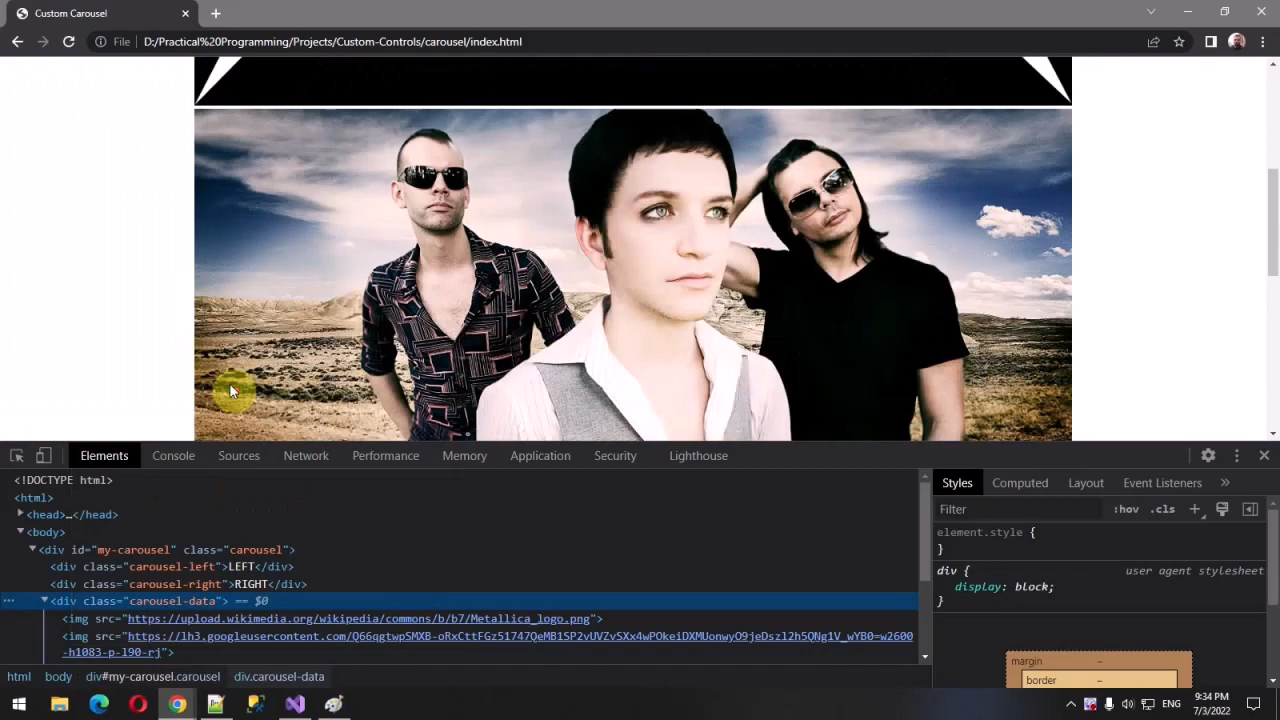 Custom Carousel
File D:/Practical%20Programming/Projects/Custom-Controls/carousel/index.html
Elements Console Sources Network Performance Memory Application Security Lighthouse
<!DOCTYPE html>
<html>
<head>…</head>
<body>
<div id="my-carousel" class="carousel">
<div class="carousel-left">LEFT</div>
<div class="carousel-right">RIGHT</div>
<div class="carousel-data"> == $0
<img src="https://upload.wikimedia.org/wikipedia/commons/b/b7/Metallica_logo.png">
<img src="https://lh3.googleusercontent.com/Q66qgtwpSMXB-oRxCttFGz51747QeMB1SP2vUVZvSXx4wPOkeiDXMUonwyO9jeDsz12h5QNg1V_wYB0=w2600
-h1083-p-l90-rj">
html body div#my-carousel.carousel div.carousel-data
Styles Computed Layout Event Listeners
Filter :hov .cls
element.style {
}
div { user agent stylesheet
display: block;
}
margin –
border –
ENG 9:34 PM
7/3/2022